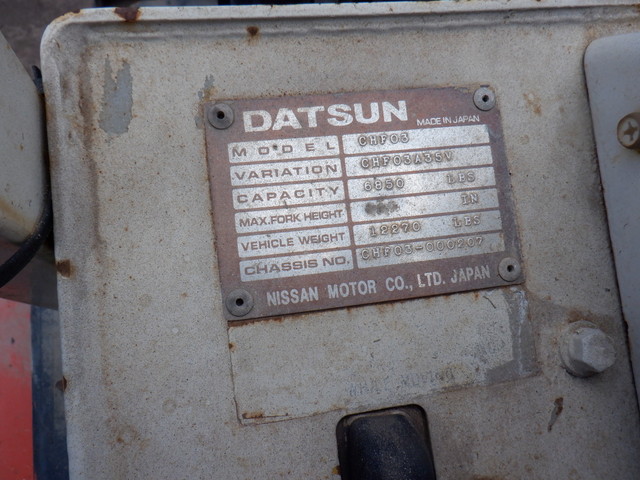 DATSUN MADE IN JAPAN
MODEL CHF03
VARIATION CHF03A35V
CAPACITY 6850 LBS
MAX.FORK HEIGHT IN
VEHICLE WEIGHT 12270 LBS
CHASSIS NO. CHF03-000207
NISSAN MOTOR CO., LTD. JAPAN